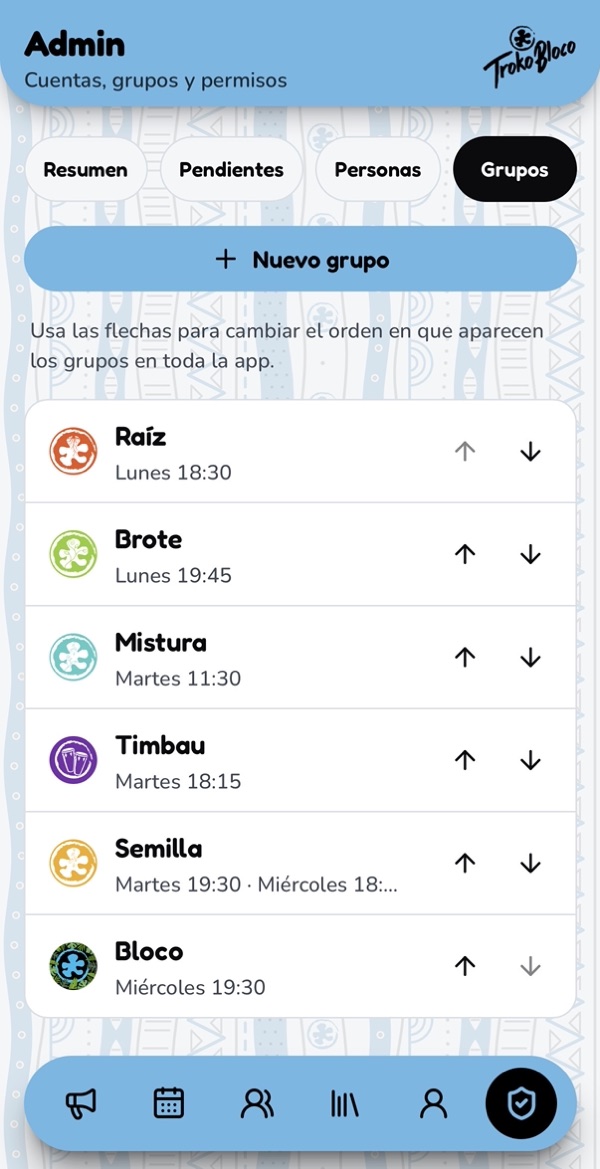 Admin
Cuentas, grupos y permisos
TrokoBloco
Resumen
Pendientes
Personas
Grupos
+ Nuevo grupo
Usa las flechas para cambiar el orden en que aparecen
los grupos en toda la app.
Raíz
Lunes 18:30
Brote
Lunes 19:45
Mistura
Martes 11:30
Timbau
Martes 18:15
Semilla
Martes 19:30 · Miércoles 18:...
Bloco
Miércoles 19:30